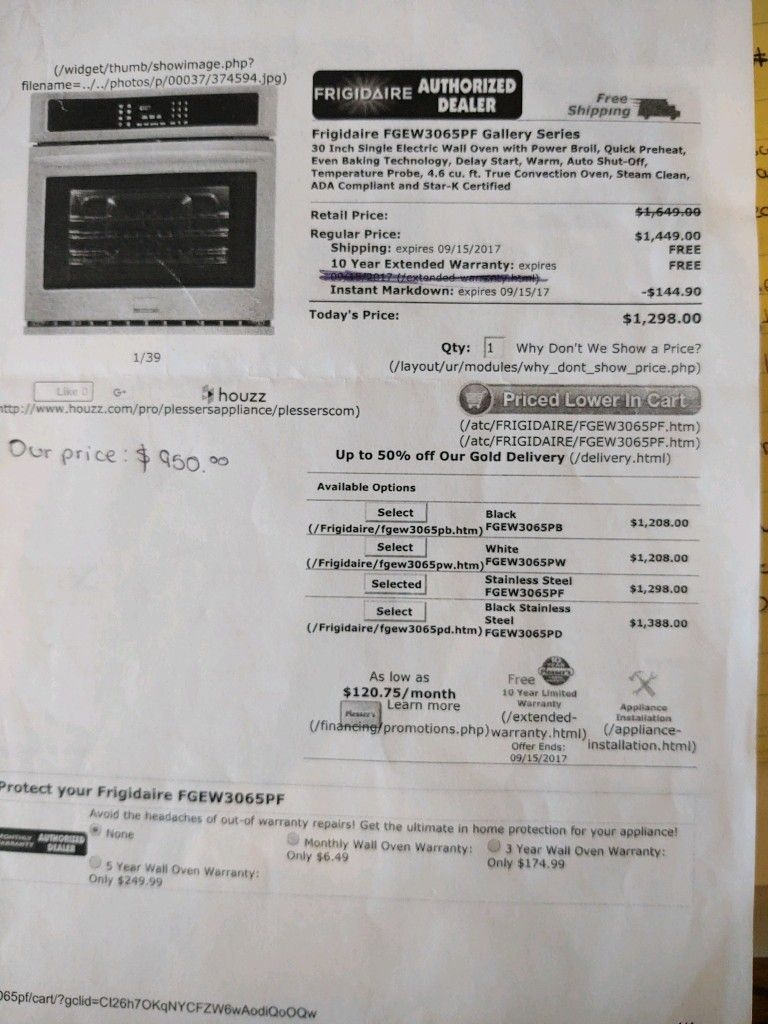 (/widget/thumb/showimage.php?
filename=../../photos/p/00037/374594.jpg)
FRIGIDAIRE AUTHORIZED DEALER
Free Shipping
Frigidaire FGEW3065PF Gallery Series
30 Inch Single Electric Wall Oven with Power Broil, Quick Preheat,
Even Baking Technology, Delay Start, Warm, Auto Shut-Off,
Temperature Probe, 4.6 cu. ft. True Convection Oven, Steam Clean,
ADA Compliant and Star-K Certified
Retail Price: $1,649.00
Regular Price: $1,449.00
Shipping: expires 09/15/2017 FREE
10 Year Extended Warranty: expires FREE
09/15/2017 (/extended-warranty.html)
Instant Markdown: expires 09/15/17 -$144.90
Today's Price: $1,298.00
1/39
Qty: 1 Why Don't We Show a Price?
(/layout/ur/modules/why_dont_show_price.php)
Like 0 G+ houzz
http://www.houzz.com/pro/plessersappliance/plesserscom)
Priced Lower In Cart
(/atc/FRIGIDAIRE/FGEW3065PF.htm)
(/atc/FRIGIDAIRE/FGEW3065PF.htm)
Our price: $950.00
Up to 50% off Our Gold Delivery (/delivery.html)
Available Options
Select Black
(/Frigidaire/fgew3065pb.htm) FGEW3065PB $1,208.00
Select White
(/Frigidaire/fgew3065pw.htm) FGEW3065PW $1,208.00
Selected Stainless Steel
FGEW3065PF $1,298.00
Select Black Stainless
Steel $1,388.00
(/Frigidaire/fgew3065pd.htm) FGEW3065PD
As low as
$120.75/month
Plesser's Learn more
(/financing/promotions.php)
Free
10 Year Limited
Warranty
(/extended-
warranty.html)
Offer Ends:
09/15/2017
Appliance
Installation
(/appliance-
installation.html)
Protect your Frigidaire FGEW3065PF
Avoid the headaches of out-of warranty repairs! Get the ultimate in home protection for your appliance!
AUTHORIZED
DEALER
None
Monthly Wall Oven Warranty:
Only $6.49
3 Year Wall Oven Warranty:
Only $174.99
5 Year Wall Oven Warranty:
Only $249.99
065pf/cart/?gclid=CI26h7OKqNYCFZW6wAodiQoOQw